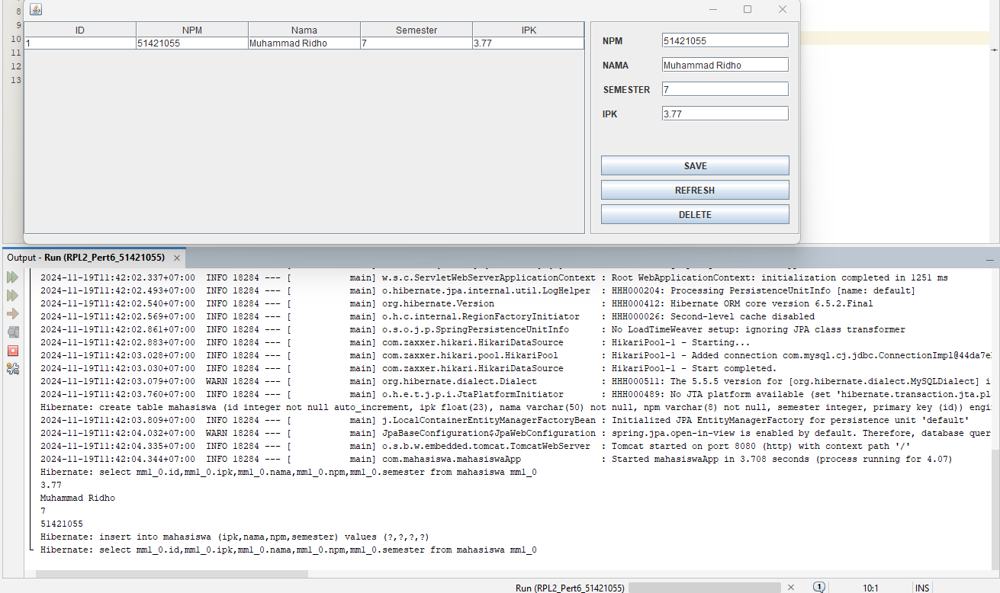 8
9
10
11
12
13
ID NPM Nama Semester IPK
1 51421055 Muhammad Ridho 7 3.77
NPM 51421055
NAMA Muhammad Ridho
SEMESTER 7
IPK 3.77
SAVE
REFRESH
DELETE
Output - Run (RPL2_Pert6_51421055)
2024-11-19T11:42:02.337+07:00 INFO 18284 --- [ main] w.s.c.ServletWebServerApplicationContext : Root WebApplicationContext: initialization completed in 1251 ms
2024-11-19T11:42:02.493+07:00 INFO 18284 --- [ main] o.hibernate.jpa.internal.util.LogHelper : HHH000204: Processing PersistenceUnitInfo [name: default]
2024-11-19T11:42:02.540+07:00 INFO 18284 --- [ main] org.hibernate.Version : HHH000412: Hibernate ORM core version 6.5.2.Final
2024-11-19T11:42:02.569+07:00 INFO 18284 --- [ main] o.h.c.internal.RegionFactoryInitiator : HHH000026: Second-level cache disabled
2024-11-19T11:42:02.861+07:00 INFO 18284 --- [ main] o.s.o.j.p.SpringPersistenceUnitInfo : No LoadTimeWeaver setup: ignoring JPA class transformer
2024-11-19T11:42:02.883+07:00 INFO 18284 --- [ main] com.zaxxer.hikari.HikariDataSource : HikariPool-1 - Starting...
2024-11-19T11:42:03.028+07:00 INFO 18284 --- [ main] com.zaxxer.hikari.pool.HikariPool : HikariPool-1 - Added connection com.mysql.cj.jdbc.ConnectionImpl@44da7e
2024-11-19T11:42:03.030+07:00 INFO 18284 --- [ main] com.zaxxer.hikari.HikariDataSource : HikariPool-1 - Start completed.
2024-11-19T11:42:03.079+07:00 WARN 18284 --- [ main] org.hibernate.dialect.Dialect : HHH000511: The 5.5.5 version for [org.hibernate.dialect.MySQLDialect] i
2024-11-19T11:42:03.760+07:00 INFO 18284 --- [ main] o.h.e.t.j.p.i.JtaPlatformInitiator : HHH000489: No JTA platform available (set 'hibernate.transaction.jta.pl
Hibernate: create table mahasiswa (id integer not null auto_increment, ipk float(23), nama varchar(50) not null, npm varchar(8) not null, semester integer, primary key (id)) engi
2024-11-19T11:42:03.809+07:00 INFO 18284 --- [ main] j.LocalContainerEntityManagerFactoryBean : Initialized JPA EntityManagerFactory for persistence unit 'default'
2024-11-19T11:42:04.032+07:00 WARN 18284 --- [ main] JpaBaseConfiguration$JpaWebConfiguration : spring.jpa.open-in-view is enabled by default. Therefore, database quer
2024-11-19T11:42:04.335+07:00 INFO 18284 --- [ main] o.s.b.w.embedded.tomcat.TomcatWebServer : Tomcat started on port 8080 (http) with context path '/'
2024-11-19T11:42:04.344+07:00 INFO 18284 --- [ main] com.mahasiswa.mahasiswaApp : Started mahasiswaApp in 3.708 seconds (process running for 4.07)
Hibernate: select mm1_0.id,mm1_0.ipk,mm1_0.nama,mm1_0.npm,mm1_0.semester from mahasiswa mm1_0
3.77
Muhammad Ridho
7
51421055
Hibernate: insert into mahasiswa (ipk,nama,npm,semester) values (?,?,?,?)
Hibernate: select mm1_0.id,mm1_0.ipk,mm1_0.nama,mm1_0.npm,mm1_0.semester from mahasiswa mm1_0
Run (RPL2_Pert6_51421055) 1 10:1 INS